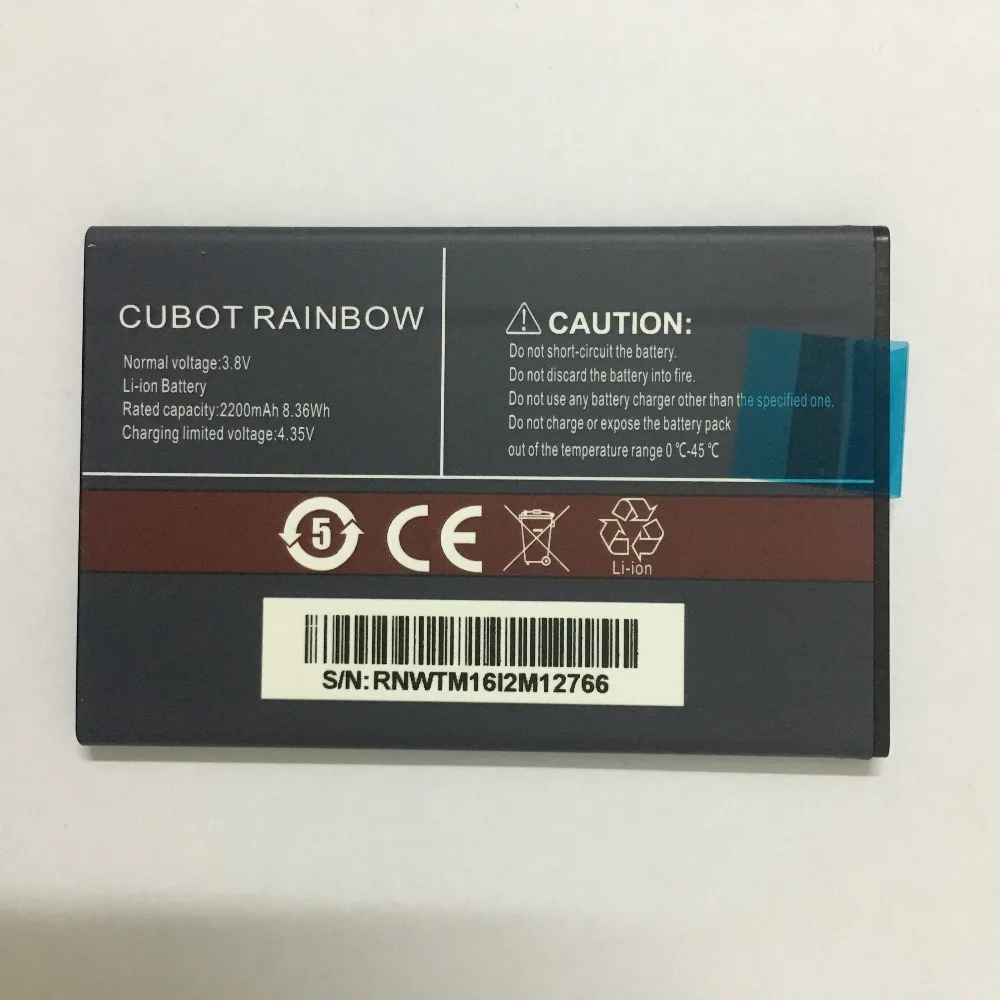 CUBOT RAINBOW
Normal voltage:3.8V
Li-ion Battery
Rated capacity:2200mAh 8.36Wh
Charging limited voltage:4.35V
CAUTION:
Do not short-circuit the battery.
Do not discard the battery into fire.
Do not use any battery charger other than the specified one.
Do not charge or expose the battery pack
out of the temperature range 0 ℃-45 ℃
5
CE
Li-ion
S/N: RNWTM16I2M12766